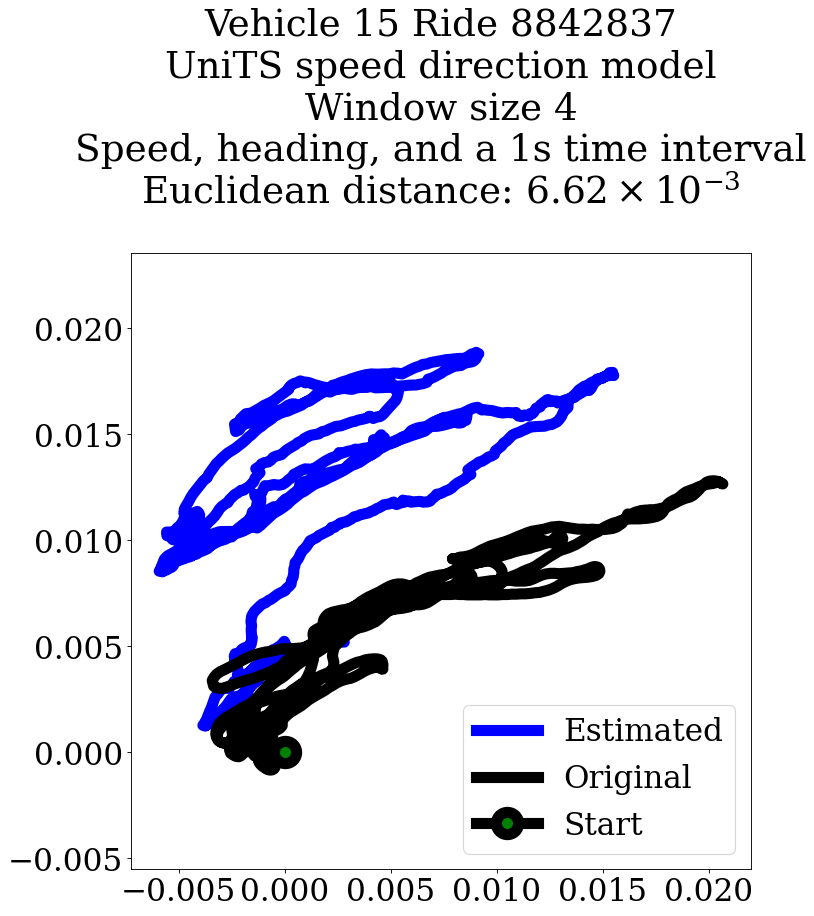 Vehicle 15 Ride 8842837
UniTS speed direction model
Window size 4
Speed, heading, and a 1s time interval
Euclidean distance: 6.62 × 10⁻³
0.020
0.015
0.010
0.005
0.000
−0.005
Estimated
Original
Start
−0.005 0.000 0.005 0.010 0.015 0.020